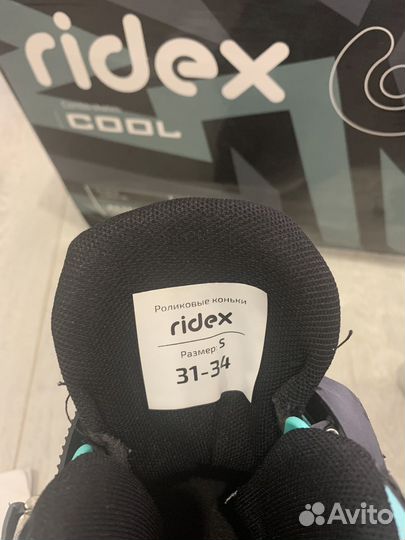 ridex
COOL
Роликовые коньки
ridex
Размер S
31-34
Avito